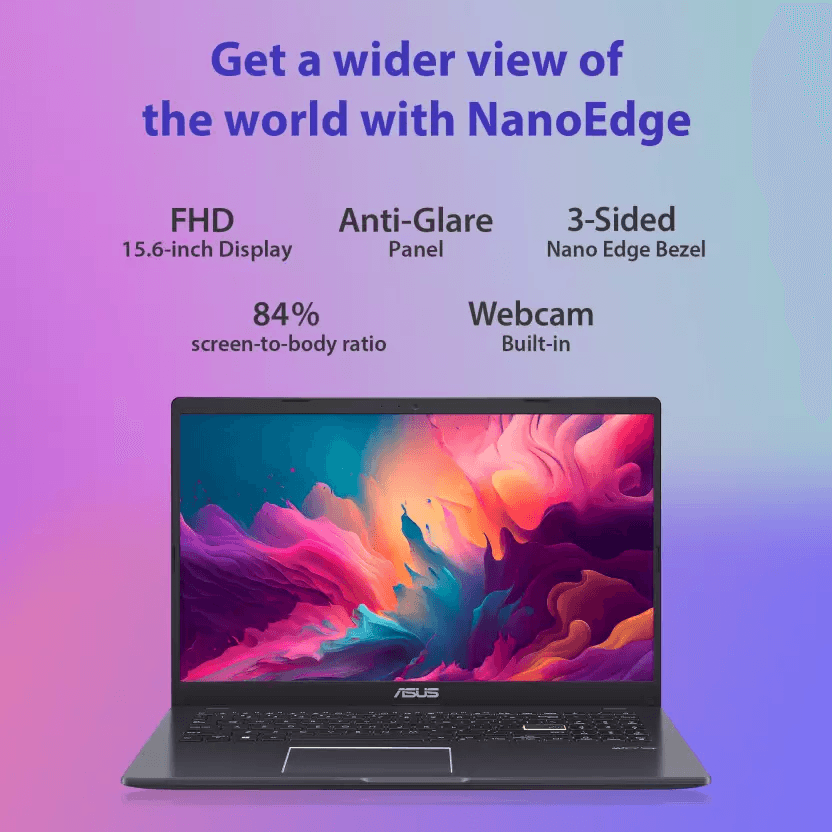 Get a wider view of
the world with NanoEdge
FHD
15.6-inch Display
Anti-Glare
Panel
3-Sided
Nano Edge Bezel
84%
screen-to-body ratio
Webcam
Built-in
ASUS